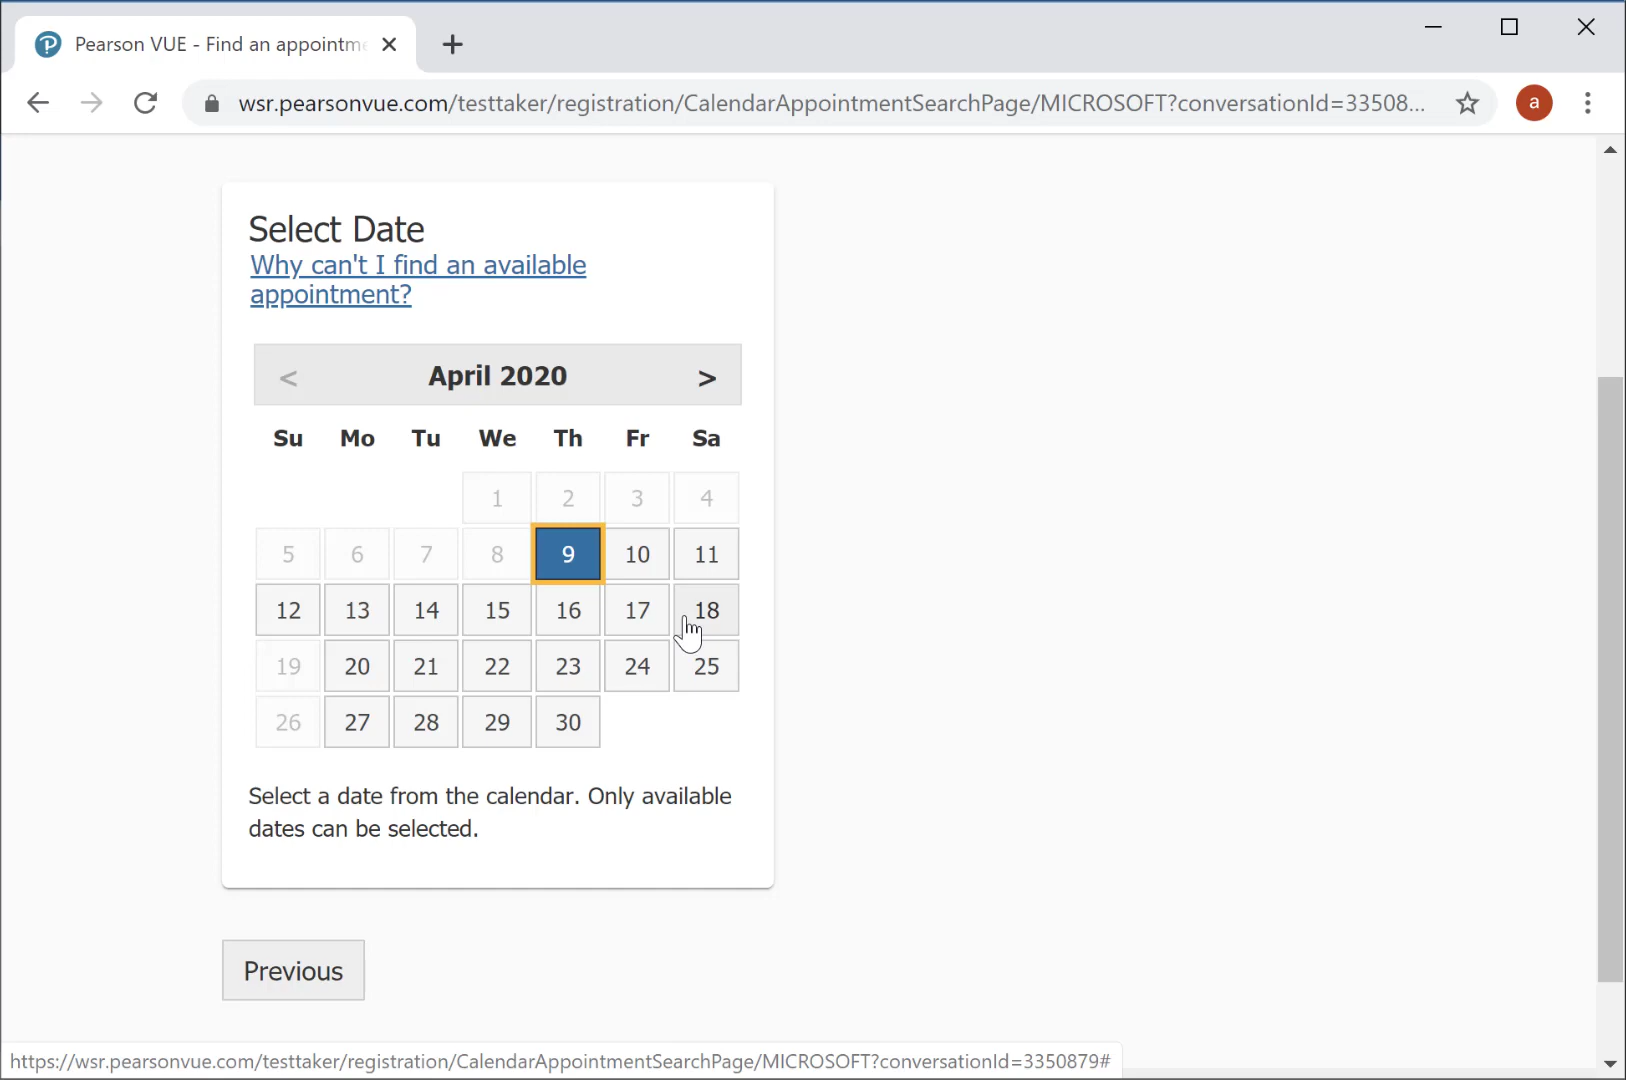 Pearson VUE - Find an appointme
wsr.pearsonvue.com/testtaker/registration/CalendarAppointmentSearchPage/MICROSOFT?conversationId=33508...
a
Select Date
Why can't I find an available
appointment?
< April 2020 >
Su Mo Tu We Th Fr Sa
1 2 3 4
5 6 7 8 9 10 11
12 13 14 15 16 17 18
19 20 21 22 23 24 25
26 27 28 29 30
Select a date from the calendar. Only available
dates can be selected.
Previous
https://wsr.pearsonvue.com/testtaker/registration/CalendarAppointmentSearchPage/MICROSOFT?conversationId=3350879#